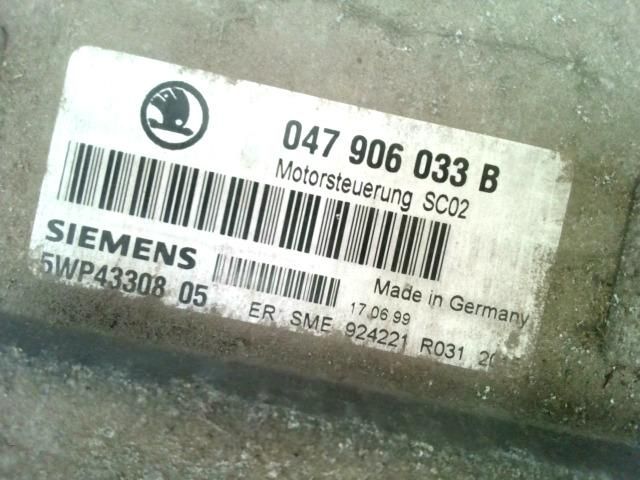 047 906 033 B
Motorsteuerung SC02
SIEMENS
5WP43308 05
Made in Germany
17.06.99
ER SME 924221 R031